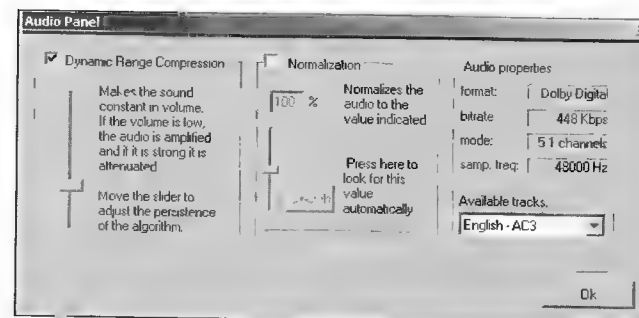 Audio Panel
Dynamic Range Compression
Makes the sound
constant in volume.
If the volume is low,
the audio is amplified
and if it is strong it is
attenuated
Move the slider to
adjust the persistence
of the algorithm.
Normalization
100 %
Normalizes the
audio to the
value indicated
Press here to
look for this
value
automatically
Audio properties
format: Dolby Digital
bitrate 448 Kbps
mode: 5 1 channels
samp. freq: 48000 Hz
Available tracks.
English - AC3
Ok